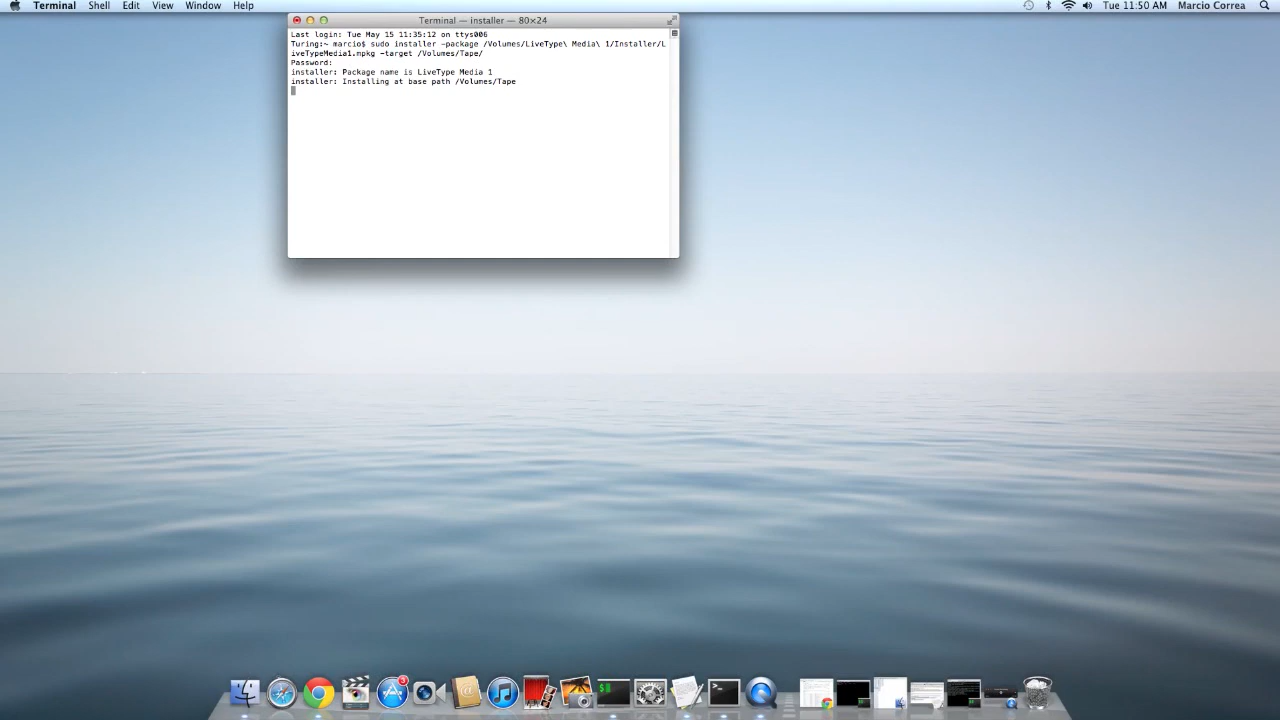 Terminal Shell Edit View Window Help
Tue 11:50 AM Marcio Correa
Terminal — installer — 80×24
Last login: Tue May 15 11:35:12 on ttys006
Turing:~ marcio$ sudo installer -package /Volumes/LiveType\ Media\ 1/Installer/L
iveTypeMedia1.mpkg -target /Volumes/Tape/
Password:
installer: Package name is LiveType Media 1
installer: Installing at base path /Volumes/Tape
3